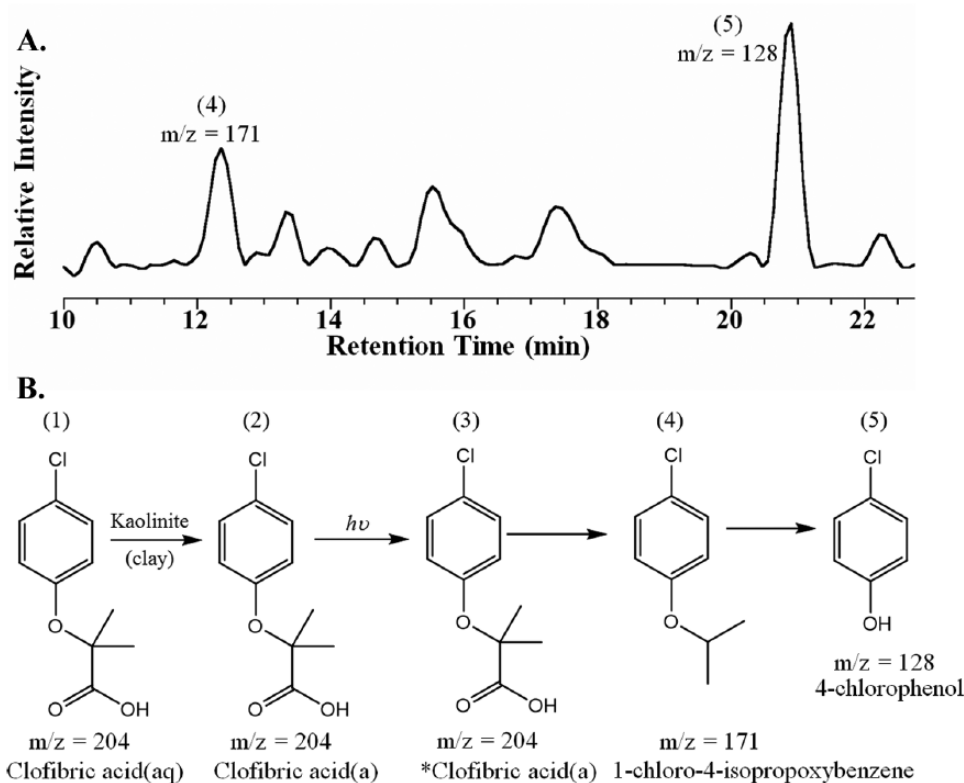 A.
(4)
m/z = 171
(5)
m/z = 128
Relative Intensity
10 12 14 16 18 20 22
Retention Time (min)
B.
(1) (2) (3) (4) (5)
Cl Cl Cl Cl Cl
Kaolinite
(clay)
hν
O O O O OH
O OH O OH O OH
m/z = 128
4-chlorophenol
m/z = 204 m/z = 204 m/z = 204 m/z = 171
Clofibric acid(aq) Clofibric acid(a) *Clofibric acid(a) 1-chloro-4-isopropoxybenzene